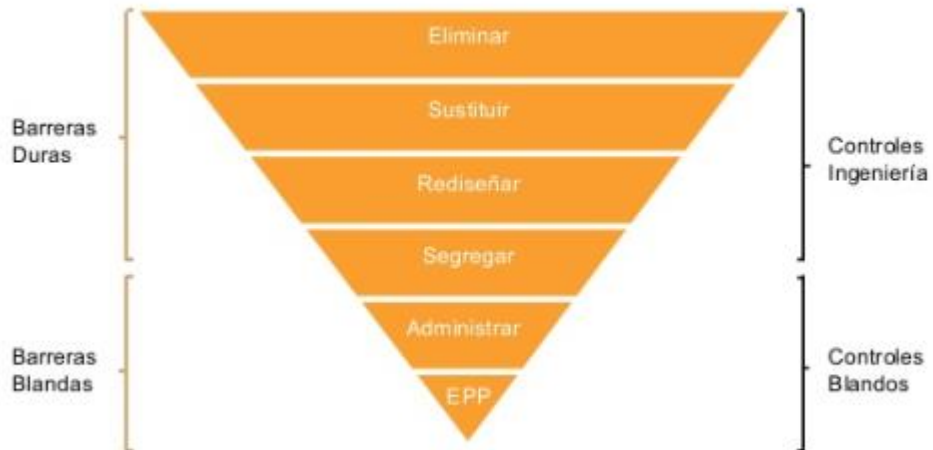 Eliminar
Sustituir
Rediseñar
Segregar
Administrar
EPP
Barreras
Duras
Barreras
Blandas
Controles
Ingeniería
Controles
Blandos